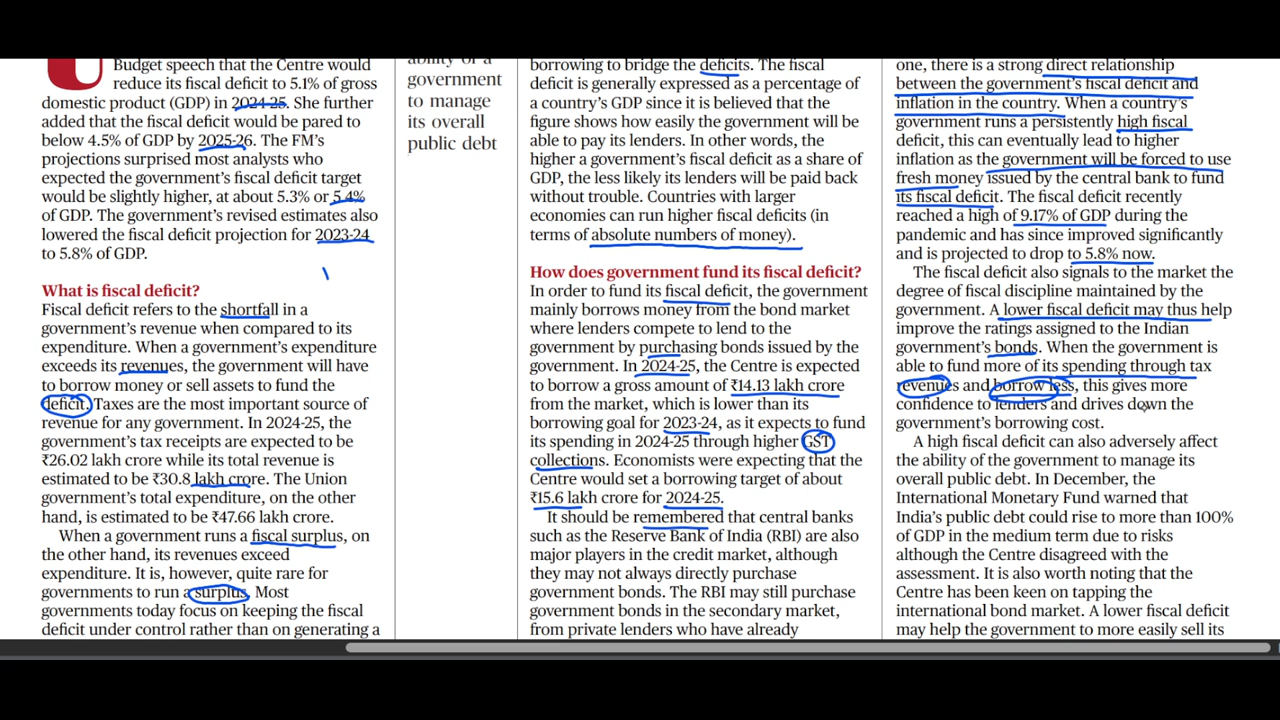 Budget speech that the Centre would
reduce its fiscal deficit to 5.1% of gross
domestic product (GDP) in 2024-25. She further
added that the fiscal deficit would be pared to
below 4.5% of GDP by 2025-26. The FM’s
projections surprised most analysts who
expected the government’s fiscal deficit target
would be slightly higher, at about 5.3% or 5.4%
of GDP. The government’s revised estimates also
lowered the fiscal deficit projection for 2023-24
to 5.8% of GDP.
What is fiscal deficit?
Fiscal deficit refers to the shortfall in a
government’s revenue when compared to its
expenditure. When a government’s expenditure
exceeds its revenues, the government will have
to borrow money or sell assets to fund the
deficit. Taxes are the most important source of
revenue for any government. In 2024-25, the
government’s tax receipts are expected to be
₹26.02 lakh crore while its total revenue is
estimated to be ₹30.8 lakh crore. The Union
government’s total expenditure, on the other
hand, is estimated to be ₹47.66 lakh crore.
When a government runs a fiscal surplus, on
the other hand, its revenues exceed
expenditure. It is, however, quite rare for
governments to run a surplus. Most
governments today focus on keeping the fiscal
deficit under control rather than on generating a
ability of a
government
to manage
its overall
public debt
borrowing to bridge the deficits. The fiscal
deficit is generally expressed as a percentage of
a country’s GDP since it is believed that the
figure shows how easily the government will be
able to pay its lenders. In other words, the
higher a government’s fiscal deficit as a share of
GDP, the less likely its lenders will be paid back
without trouble. Countries with larger
economies can run higher fiscal deficits (in
terms of absolute numbers of money).
How does government fund its fiscal deficit?
In order to fund its fiscal deficit, the government
mainly borrows money from the bond market
where lenders compete to lend to the
government by purchasing bonds issued by the
government. In 2024-25, the Centre is expected
to borrow a gross amount of ₹14.13 lakh crore
from the market, which is lower than its
borrowing goal for 2023-24, as it expects to fund
its spending in 2024-25 through higher GST
collections. Economists were expecting that the
Centre would set a borrowing target of about
₹15.6 lakh crore for 2024-25.
It should be remembered that central banks
such as the Reserve Bank of India (RBI) are also
major players in the credit market, although
they may not always directly purchase
government bonds. The RBI may still purchase
government bonds in the secondary market,
from private lenders who have already
one, there is a strong direct relationship
between the government’s fiscal deficit and
inflation in the country. When a country’s
government runs a persistently high fiscal
deficit, this can eventually lead to higher
inflation as the government will be forced to use
fresh money issued by the central bank to fund
its fiscal deficit. The fiscal deficit recently
reached a high of 9.17% of GDP during the
pandemic and has since improved significantly
and is projected to drop to 5.8% now.
The fiscal deficit also signals to the market the
degree of fiscal discipline maintained by the
government. A lower fiscal deficit may thus help
improve the ratings assigned to the Indian
government’s bonds. When the government is
able to fund more of its spending through tax
revenues and borrow less, this gives more
confidence to lenders and drives down the
government’s borrowing cost.
A high fiscal deficit can also adversely affect
the ability of the government to manage its
overall public debt. In December, the
International Monetary Fund warned that
India’s public debt could rise to more than 100%
of GDP in the medium term due to risks
although the Centre disagreed with the
assessment. It is also worth noting that the
Centre has been keen on tapping the
international bond market. A lower fiscal deficit
may help the government to more easily sell its